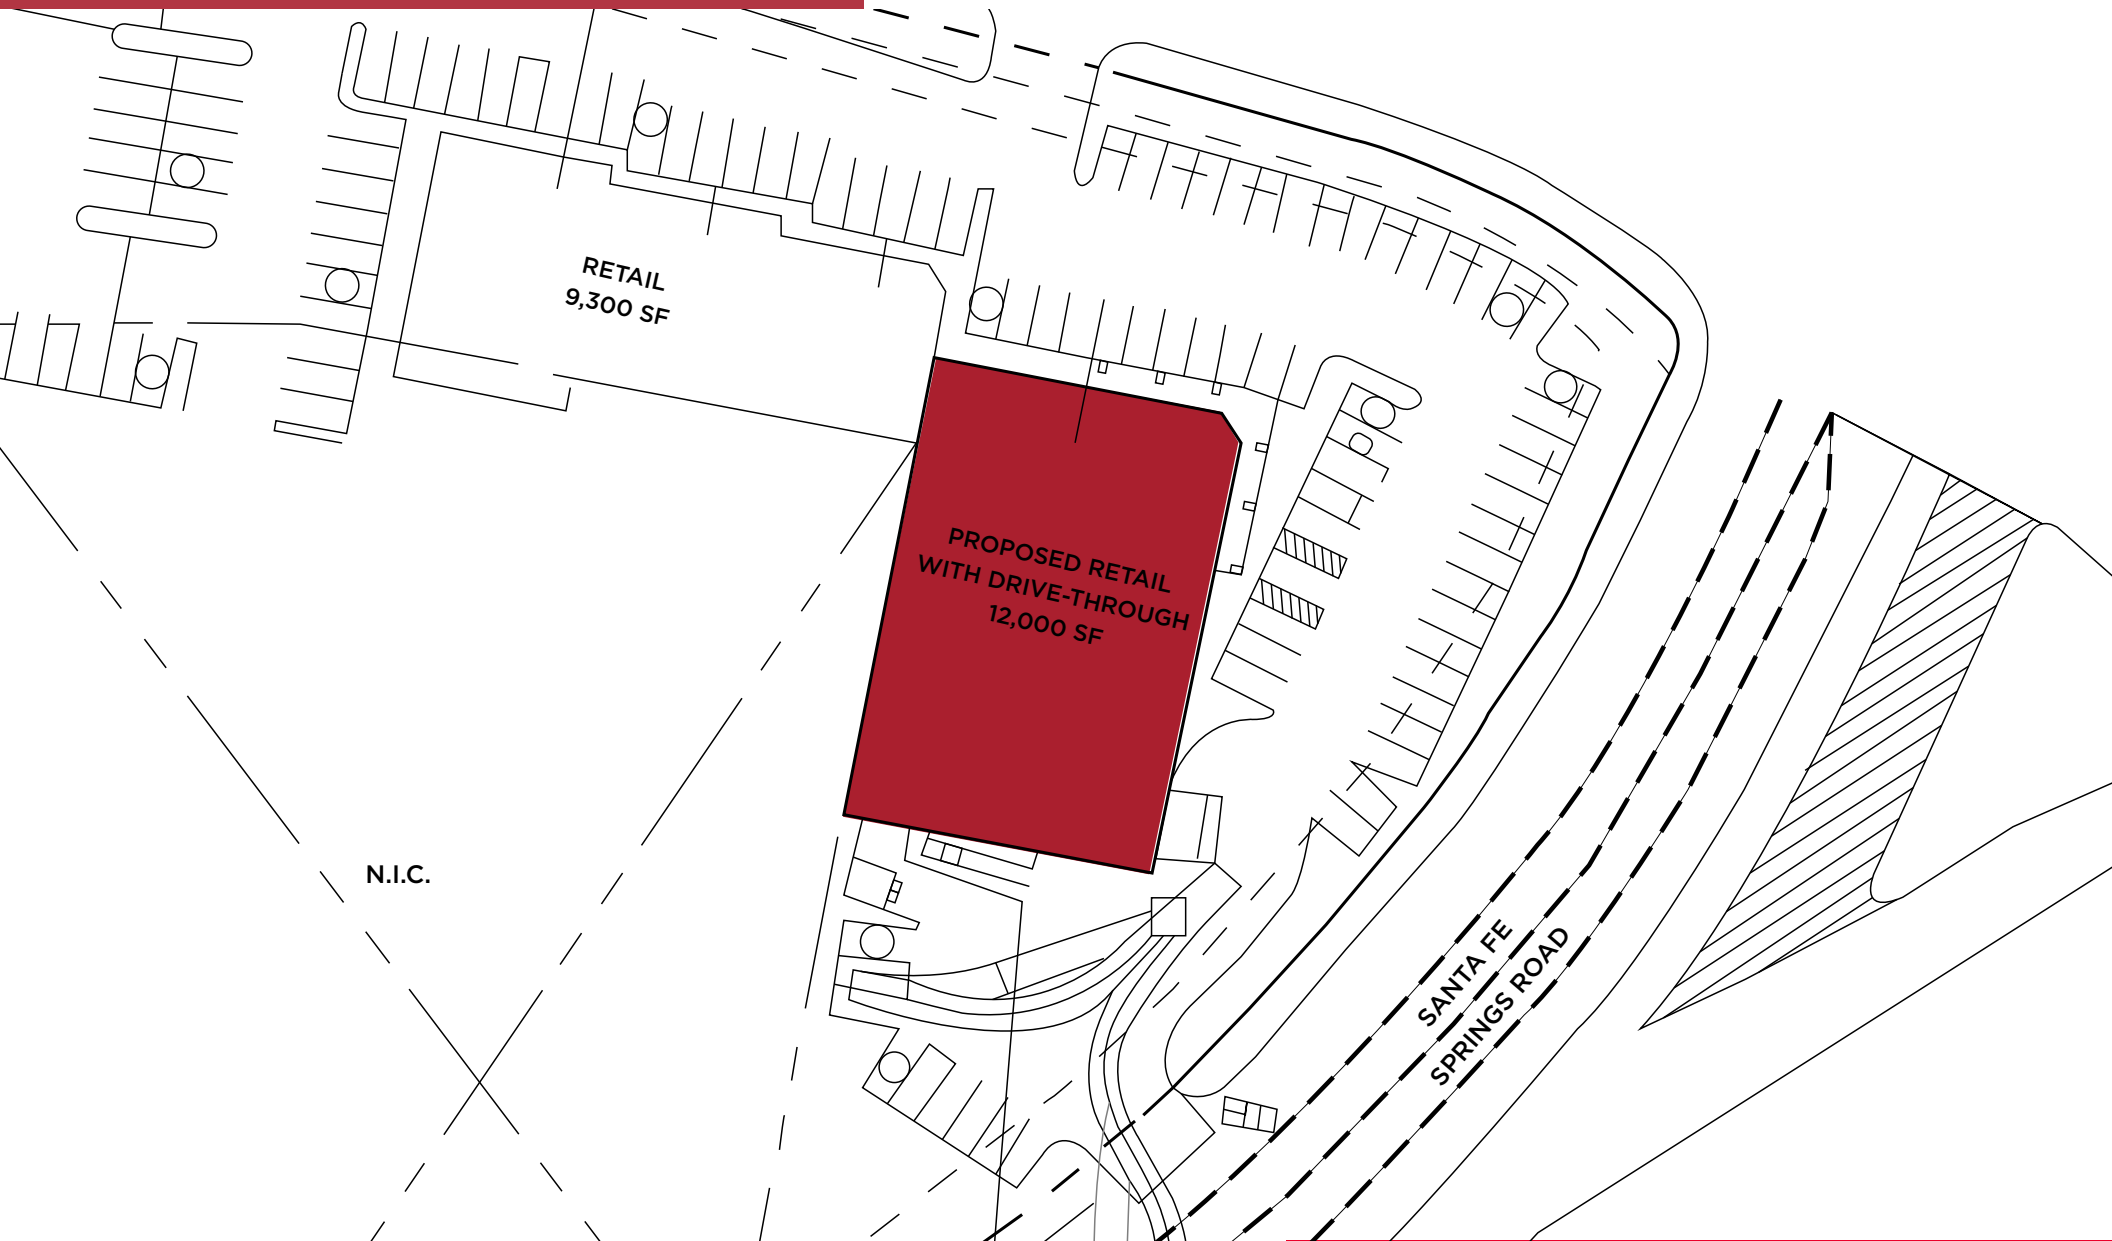 RETAIL
9,300 SF
PROPOSED RETAIL
WITH DRIVE-THROUGH
12,000 SF
N.I.C.
SANTA FE
SPRINGS ROAD